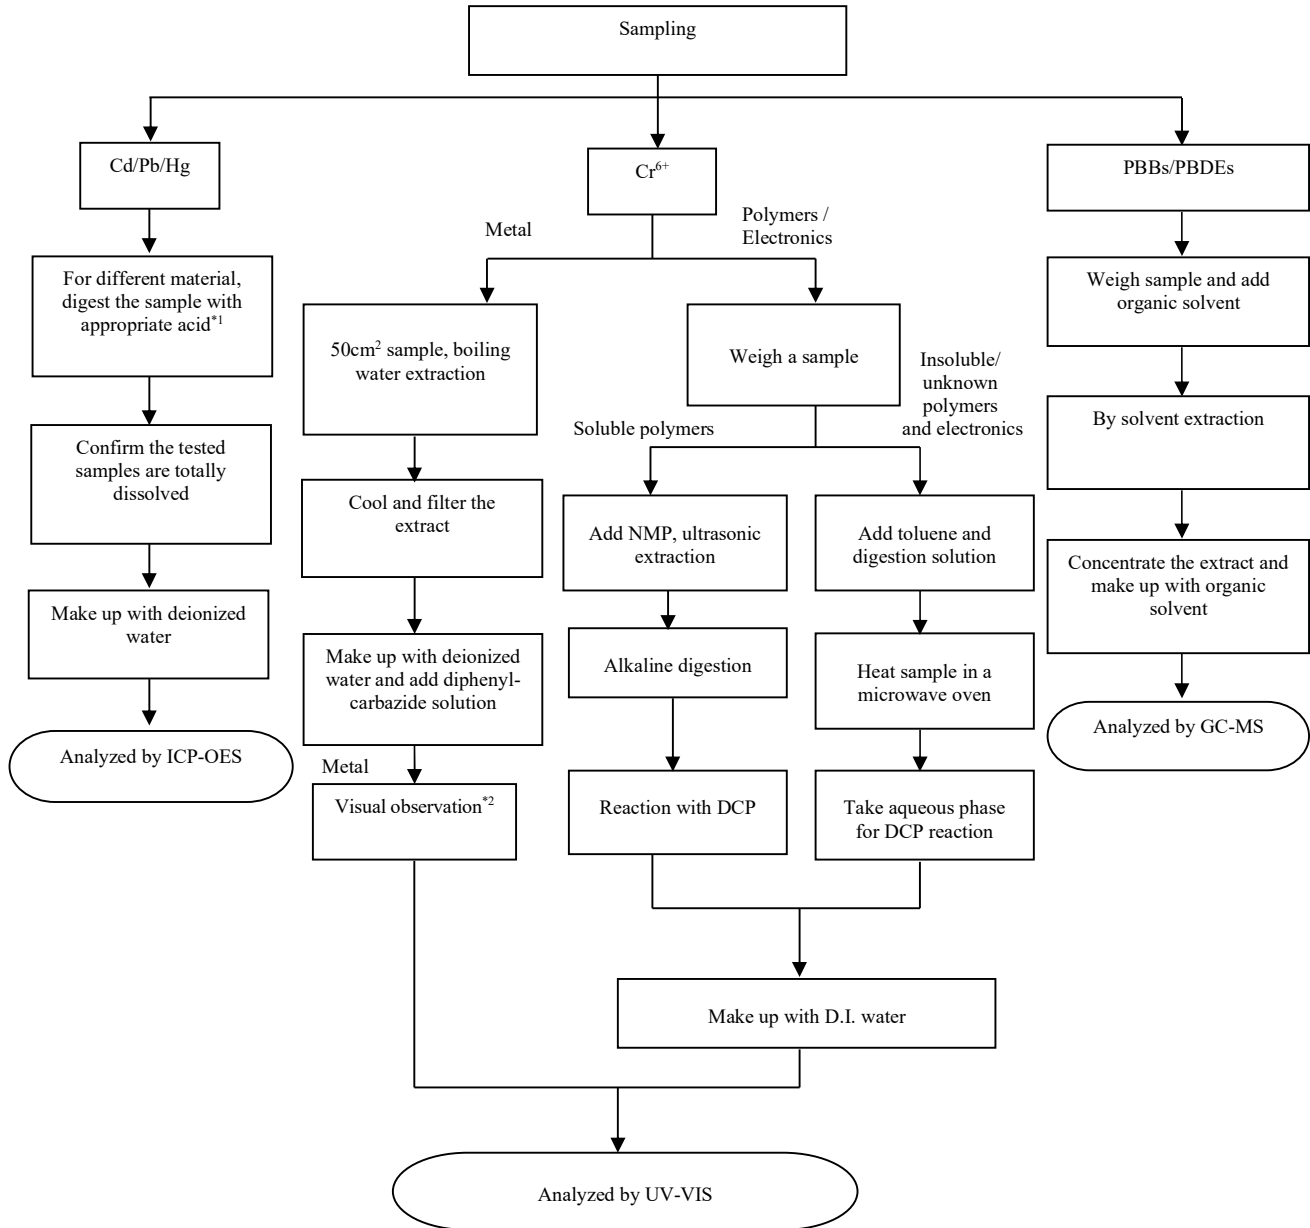 Sampling
Cd/Pb/Hg
Cr6+
PBBs/PBDEs
Metal
Polymers /
Electronics
For different material,
digest the sample with
appropriate acid*1
50cm2 sample, boiling
water extraction
Weigh a sample
Weigh sample and add
organic solvent
Insoluble/
unknown
polymers
and electronics
Soluble polymers
By solvent extraction
Confirm the tested
samples are totally
dissolved
Cool and filter the
extract
Add NMP, ultrasonic
extraction
Add toluene and
digestion solution
Concentrate the extract and
make up with organic
solvent
Make up with deionized
water
Make up with deionized
water and add diphenyl-
carbazide solution
Alkaline digestion
Heat sample in a
microwave oven
Analyzed by ICP-OES
Analyzed by GC-MS
Metal
Visual observation*2
Reaction with DCP
Take aqueous phase
for DCP reaction
Make up with D.I. water
Analyzed by UV-VIS